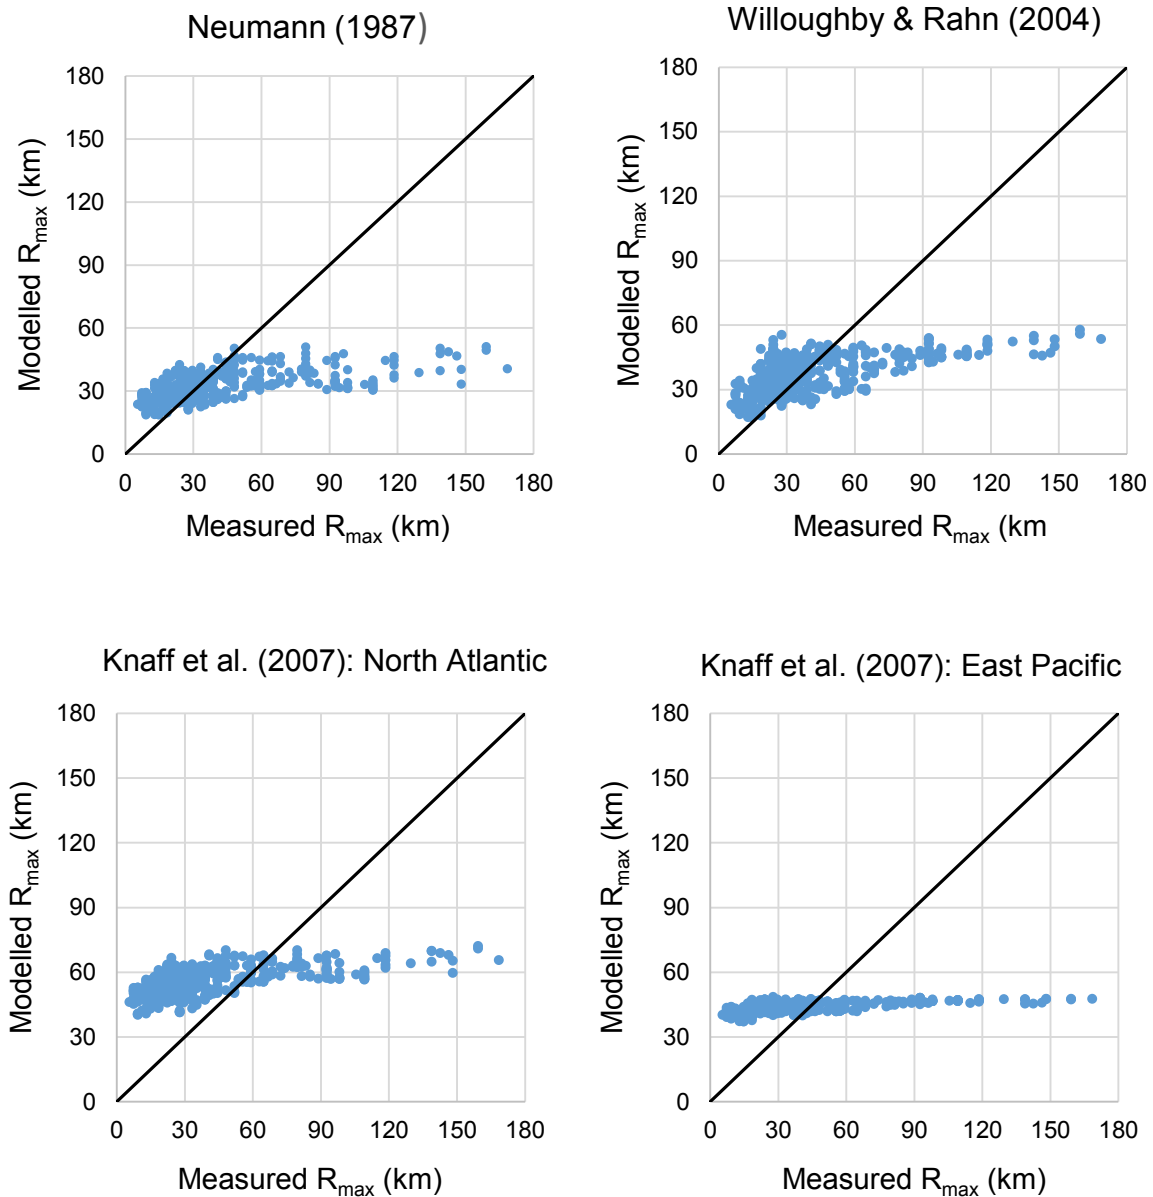 Neumann (1987)
180
150
120
90
60
30
0
Modelled Rmax (km)
0 30 60 90 120 150 180
Measured Rmax (km)
Willoughby & Rahn (2004)
180
150
120
90
60
30
0
Modelled Rmax (km)
0 30 60 90 120 150 180
Measured Rmax (km
Knaff et al. (2007): North Atlantic
180
150
120
90
60
30
0
Modelled Rmax (km)
0 30 60 90 120 150 180
Measured Rmax (km)
Knaff et al. (2007): East Pacific
180
150
120
90
60
30
0
Modelled Rmax (km)
0 30 60 90 120 150 180
Measured Rmax (km)